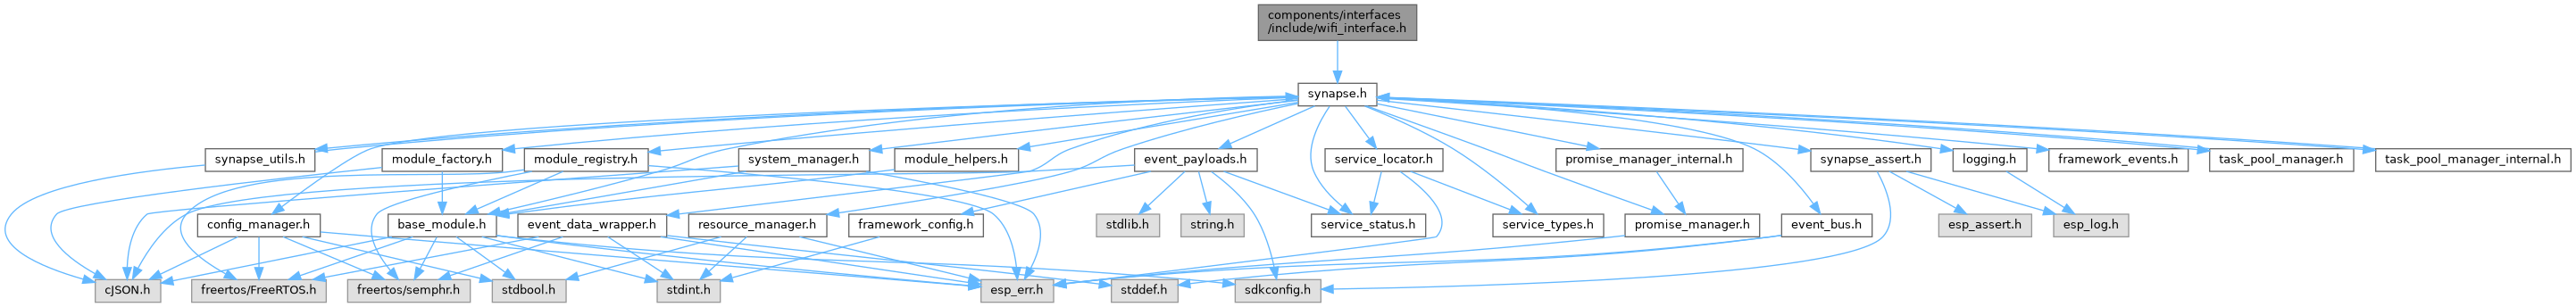 components/interfaces
/include/wifi_interface.h
synapse.h
synapse_utils.h
module_factory.h
module_registry.h
system_manager.h
module_helpers.h
event_payloads.h
service_locator.h
promise_manager_internal.h
synapse_assert.h
logging.h
framework_events.h
task_pool_manager.h
task_pool_manager_internal.h
config_manager.h
base_module.h
event_data_wrapper.h
resource_manager.h
framework_config.h
stdlib.h
string.h
service_status.h
service_types.h
promise_manager.h
event_bus.h
esp_assert.h
esp_log.h
cJSON.h
freertos/FreeRTOS.h
freertos/semphr.h
stdbool.h
stdint.h
esp_err.h
stddef.h
sdkconfig.h